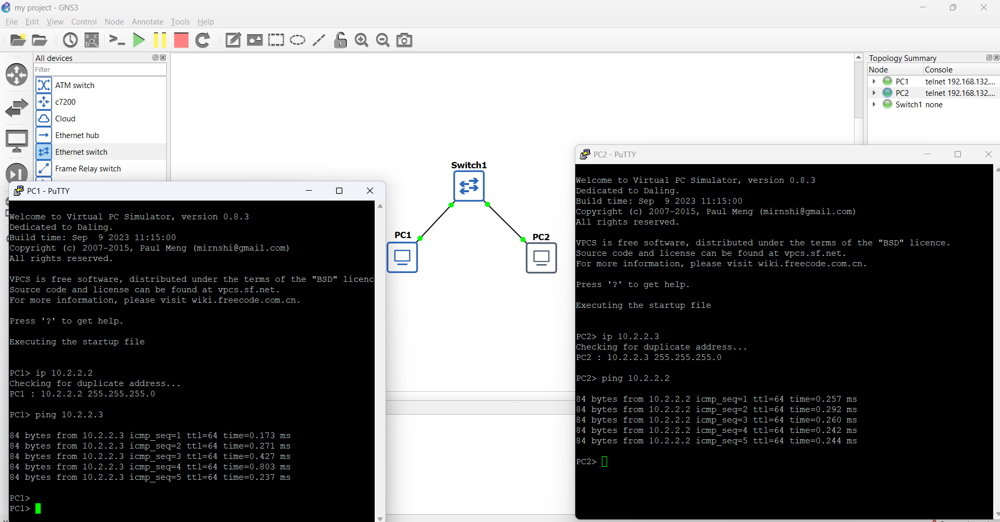 my project - GNS3
File Edit View Control Node Annotate Tools Help
All devices
Filter
ATM switch
c7200
Cloud
Ethernet hub
Ethernet switch
Frame Relay switch
Topology Summary
Node Console
PC1 telnet 192.168.132....
PC2 telnet 192.168.132....
Switch1 none
Switch1
PC1
PC2
PC1 - PuTTY
Welcome to Virtual PC Simulator, version 0.8.3
Dedicated to Daling.
Build time: Sep  9 2023 11:15:00
Copyright (c) 2007-2015, Paul Meng (mirnshi@gmail.com)
All rights reserved.
VPCS is free software, distributed under the terms of the "BSD" licenc
Source code and license can be found at vpcs.sf.net.
For more information, please visit wiki.freecode.com.cn.
Press '?' to get help.
Executing the startup file
PC1> ip 10.2.2.2
Checking for duplicate address...
PC1 : 10.2.2.2 255.255.255.0
PC1> ping 10.2.2.3
84 bytes from 10.2.2.3 icmp_seq=1 ttl=64 time=0.173 ms
84 bytes from 10.2.2.3 icmp_seq=2 ttl=64 time=0.271 ms
84 bytes from 10.2.2.3 icmp_seq=3 ttl=64 time=0.427 ms
84 bytes from 10.2.2.3 icmp_seq=4 ttl=64 time=0.803 ms
84 bytes from 10.2.2.3 icmp_seq=5 ttl=64 time=0.237 ms
PC1>
PC1>
PC2 - PuTTY
Welcome to Virtual PC Simulator, version 0.8.3
Dedicated to Daling.
Build time: Sep  9 2023 11:15:00
Copyright (c) 2007-2015, Paul Meng (mirnshi@gmail.com)
All rights reserved.
VPCS is free software, distributed under the terms of the "BSD" licence.
Source code and license can be found at vpcs.sf.net.
For more information, please visit wiki.freecode.com.cn.
Press '?' to get help.
Executing the startup file
PC2> ip 10.2.2.3
Checking for duplicate address...
PC2 : 10.2.2.3 255.255.255.0
PC2> ping 10.2.2.2
84 bytes from 10.2.2.2 icmp_seq=1 ttl=64 time=0.257 ms
84 bytes from 10.2.2.2 icmp_seq=2 ttl=64 time=0.292 ms
84 bytes from 10.2.2.2 icmp_seq=3 ttl=64 time=0.260 ms
84 bytes from 10.2.2.2 icmp_seq=4 ttl=64 time=0.242 ms
84 bytes from 10.2.2.2 icmp_seq=5 ttl=64 time=0.244 ms
PC2>